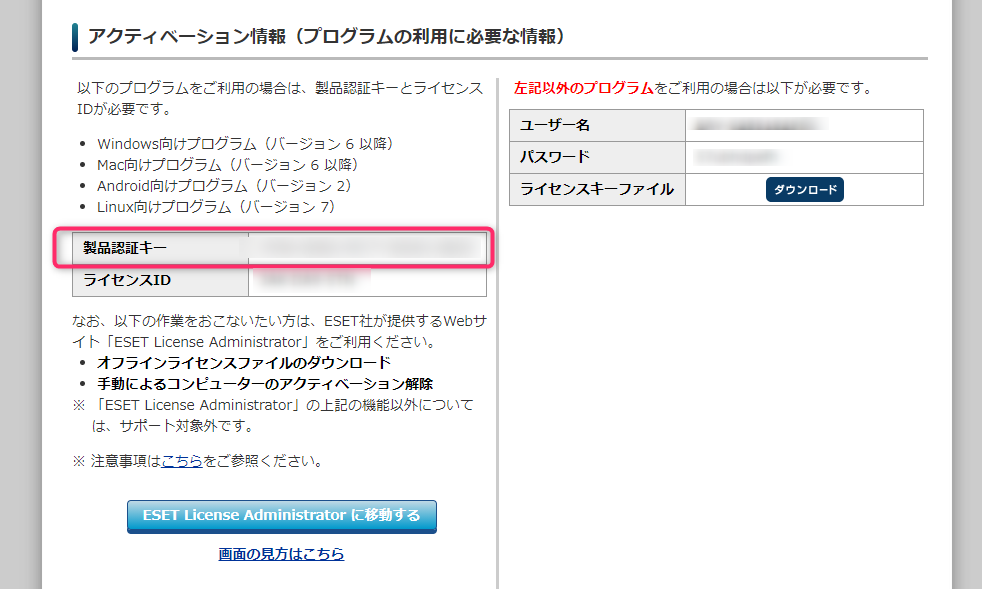 アクティベーション情報（プログラムの利用に必要な情報）
以下のプログラムをご利用の場合は、製品認証キーとライセンス
IDが必要です。
• Windows向けプログラム（バージョン 6 以降）
• Mac向けプログラム（バージョン 6 以降）
• Android向けプログラム（バージョン 2）
• Linux向けプログラム（バージョン 7）
製品認証キー
ライセンスID
なお、以下の作業をおこないたい方は、ESET社が提供するWebサ
イト「ESET License Administrator」をご利用ください。
• オフラインライセンスファイルのダウンロード
• 手動によるコンピューターのアクティベーション解除
※ 「ESET License Administrator」の上記の機能以外について
は、サポート対象外です。
※ 注意事項はこちらをご参照ください。
ESET License Administrator に移動する
画面の見方はこちら
左記以外のプログラムをご利用の場合は以下が必要です。
ユーザー名
パスワード
ライセンスキーファイル ダウンロード